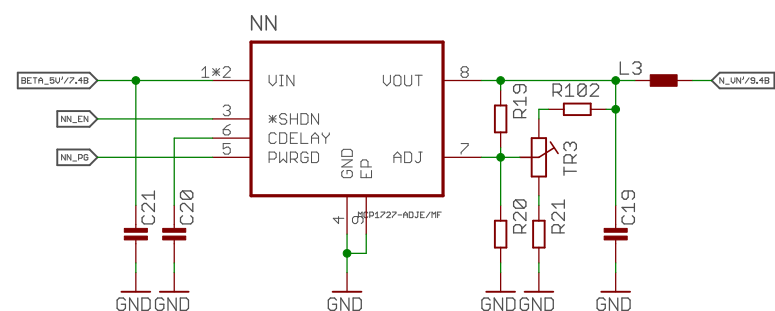 NN
BETA_5V'/7.4B
1*2
VIN
VOUT
8
L3
N_VN'/9.4B
R19
R102
NN_EN
3
*SHDN
6
CDELAY
NN_PG
5
PWRGD
GND
EP
ADJ
7
TR3
4
9
MCP1727-ADJE/MF
C21
C20
R20
R21
C19
GND
GND
GND
GND
GND
GND